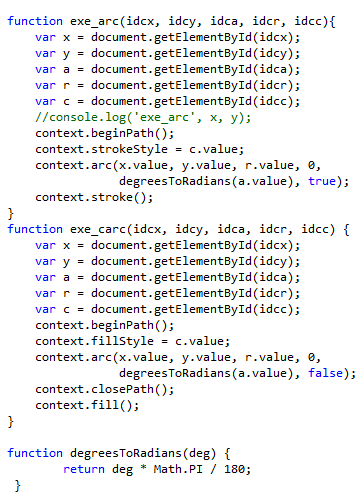 function exe_arc(idcx, idcy, idca, idcr, idcc){
    var x = document.getElementById(idcx);
    var y = document.getElementById(idcy);
    var a = document.getElementById(idca);
    var r = document.getElementById(idcr);
    var c = document.getElementById(idcc);
    //console.log('exe_arc', x, y);
    context.beginPath();
    context.strokeStyle = c.value;
    context.arc(x.value, y.value, r.value, 0,
                degreesToRadians(a.value), true);
    context.stroke();
}
function exe_carc(idcx, idcy, idca, idcr, idcc) {
    var x = document.getElementById(idcx);
    var y = document.getElementById(idcy);
    var a = document.getElementById(idca);
    var r = document.getElementById(idcr);
    var c = document.getElementById(idcc);
    context.beginPath();
    context.fillStyle = c.value;
    context.arc(x.value, y.value, r.value, 0,
                degreesToRadians(a.value), false);
    context.closePath();
    context.fill();
}

function degreesToRadians(deg) {
        return deg * Math.PI / 180;
 }